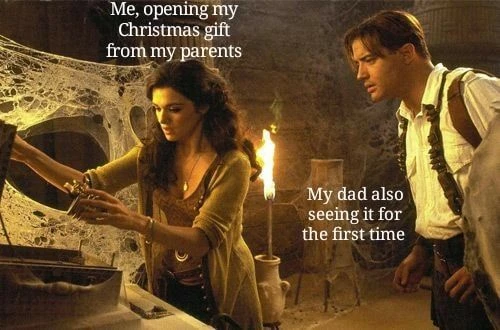 Me, opening my
Christmas gift
from my parents
My dad also
seeing it for
the first time